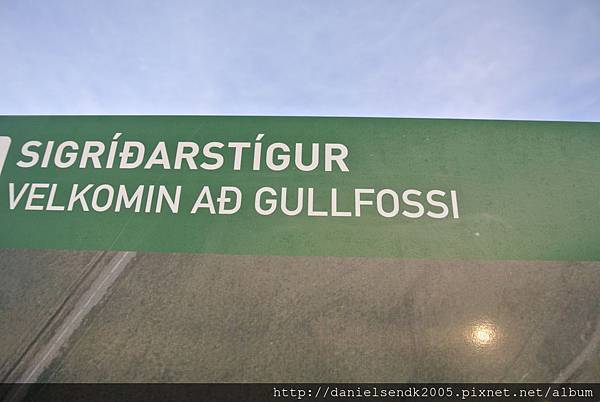 SIGRÍÐARSTÍGUR
VELKOMIN AÐ GULLFOSSI
http://danielsendk2005.pixnet.net/album